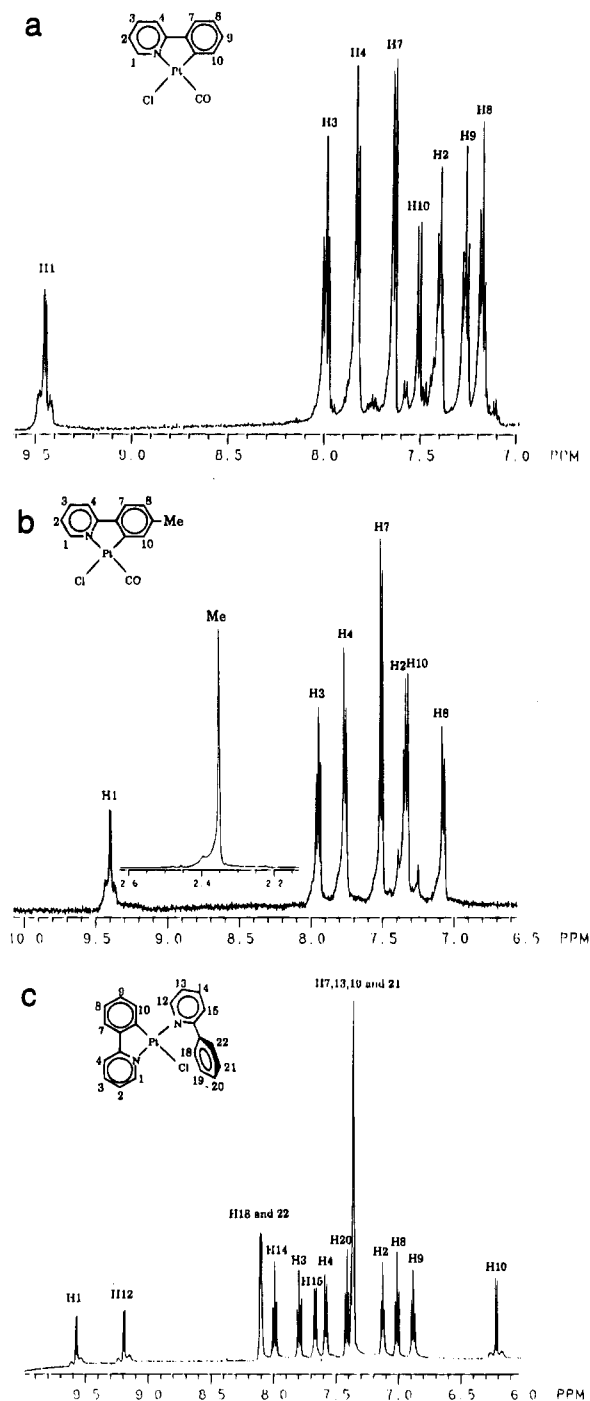 a
3
4
7
8
2
9
1
N
10
Pt
Cl
CO
H1
H3
H4
H7
H10
H2
H9
H8
9.5 9.0 8.5 8.0 7.5 7.0 PPM
b
3
4
7
8
2
Me
1
N
10
Pt
Cl
CO
H1
Me
H3
H4
H7
H2
H10
H8
2 6 2.4 2 2
10 0 9.5 9.0 8.5 8.0 7.5 7.0 6.5 PPM
c
9
8
10
7
4
3
2
1
N
Pt
Cl
N
12
13
14
15
18
22
19
21
20
H7,13,19 and 21
H1
H12
H18 and 22
H14
H3
H15
H4
H20
H2
H8
H9
H10
9 5 9 0 8 5 8 0 7.5 7.0 6.5 6 0 PPM